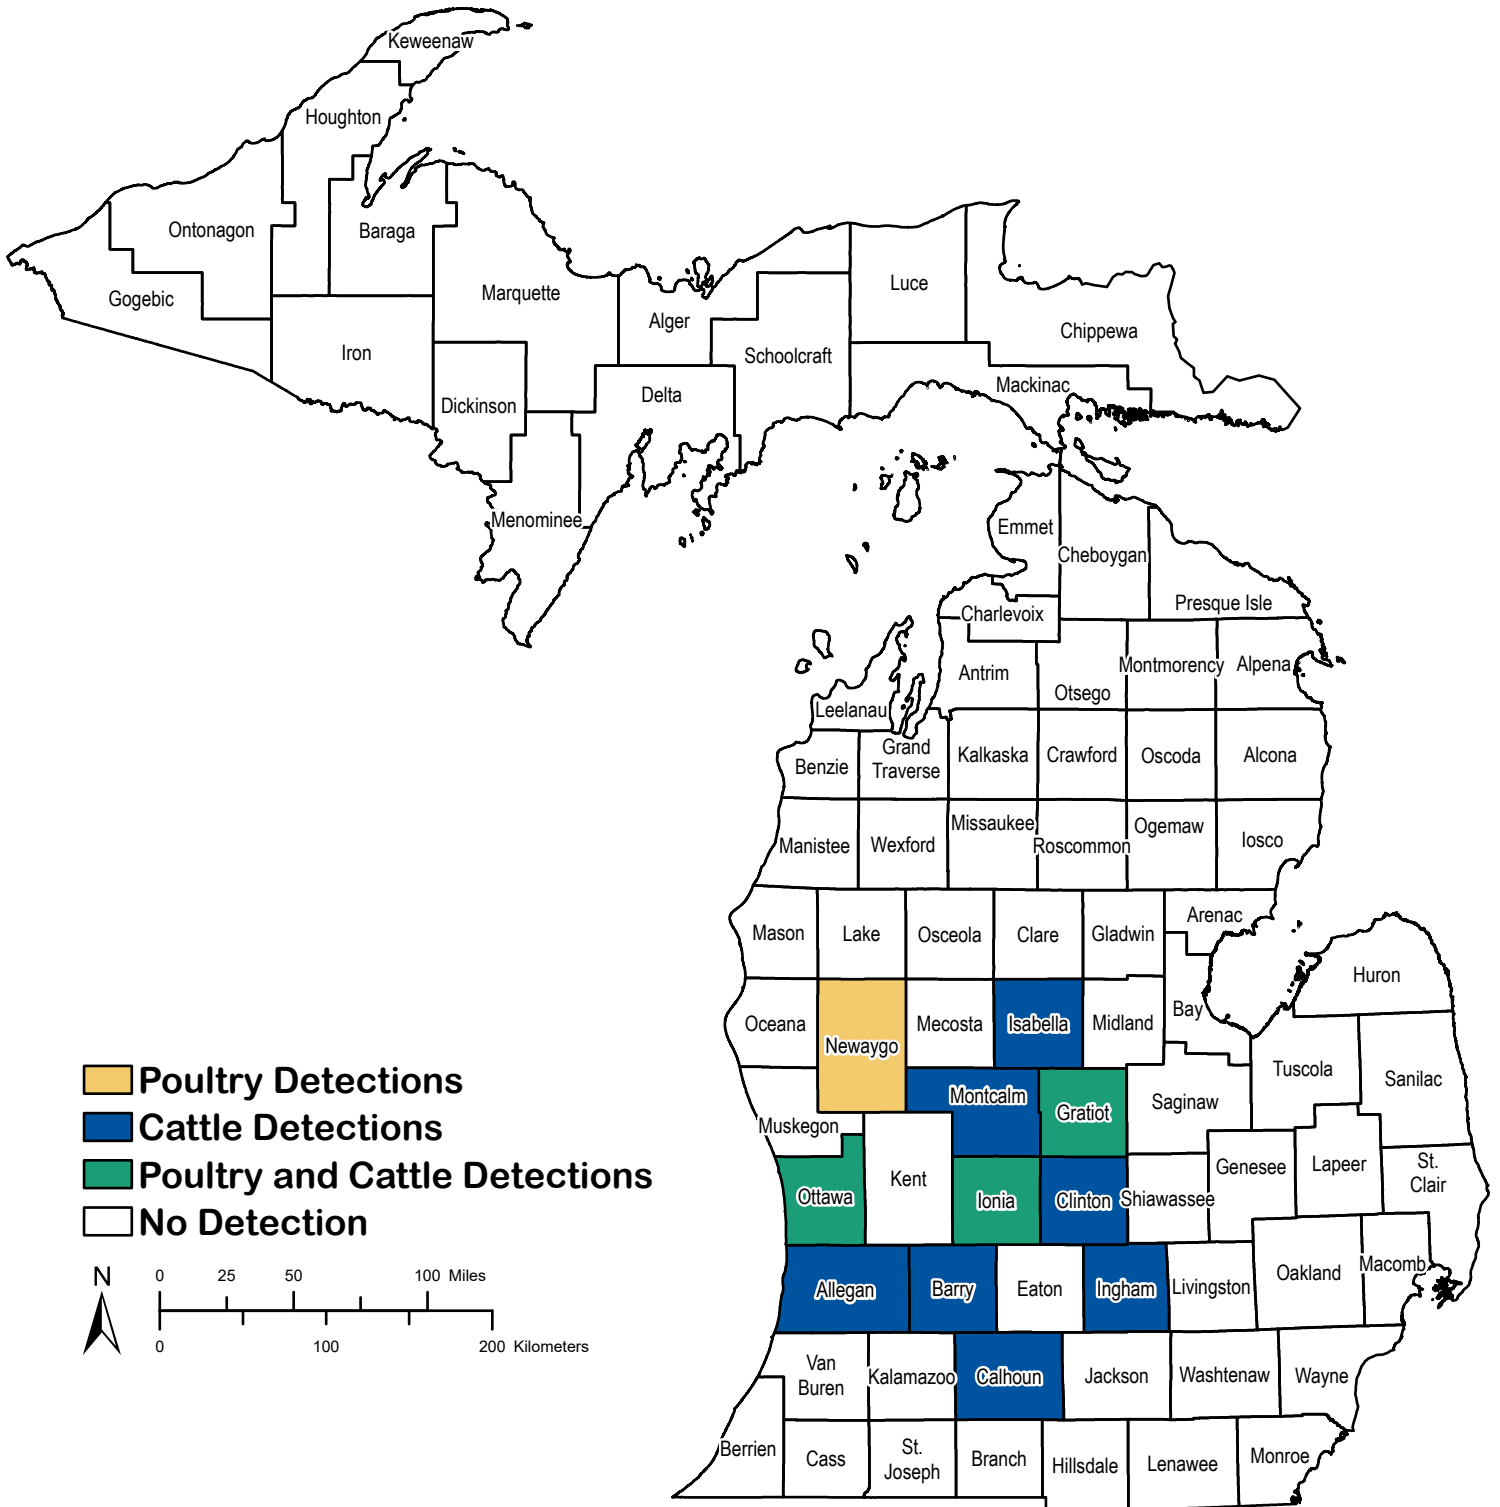 Keweenaw
Houghton
Ontonagon
Baraga
Gogebic
Marquette
Luce
Alger
Chippewa
Iron
Schoolcraft
Mackinac
Dickinson
Delta
Menominee
Emmet
Cheboygan
Presque Isle
Charlevoix
Antrim
Otsego
Montmorency
Alpena
Leelanau
Benzie
Grand
Traverse
Kalkaska
Crawford
Oscoda
Alcona
Manistee
Wexford
Missaukee
Roscommon
Ogemaw
Iosco
Mason
Lake
Osceola
Clare
Gladwin
Arenac
Huron
Oceana
Newaygo
Mecosta
Isabella
Midland
Bay
Tuscola
Sanilac
Muskegon
Montcalm
Gratiot
Saginaw
Ottawa
Kent
Ionia
Clinton
Shiawassee
Genesee
Lapeer
St.
Clair
Allegan
Barry
Eaton
Ingham
Livingston
Oakland
Macomb
Van
Buren
Kalamazoo
Calhoun
Jackson
Washtenaw
Wayne
Berrien
Cass
St.
Joseph
Branch
Hillsdale
Lenawee
Monroe
Poultry Detections
Cattle Detections
Poultry and Cattle Detections
No Detection
N
0 25 50 100 Miles
0 100 200 Kilometers